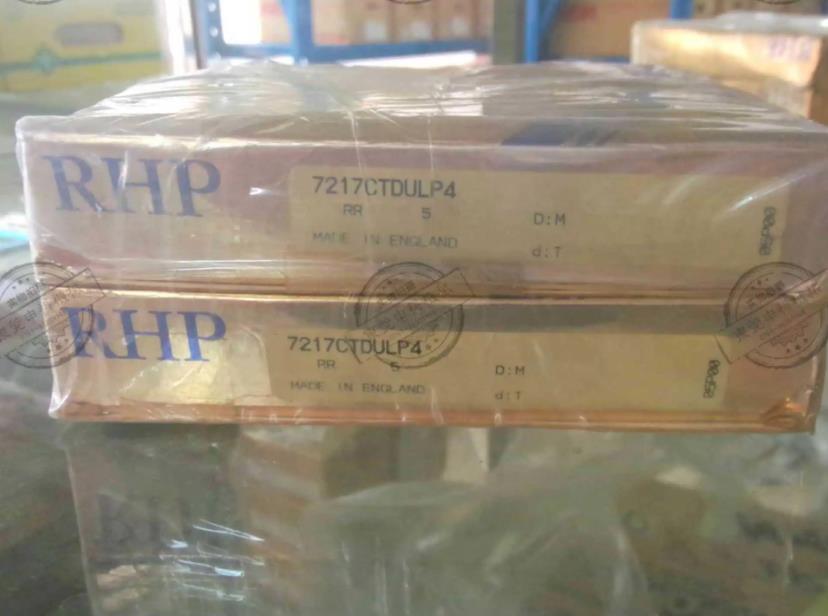 RHP
7217CTDULP4
RR 5
D:M
MADE IN ENGLAND
d:T
RHP
7217CTDULP4
RR 5
D:M
MADE IN ENGLAND
d:T